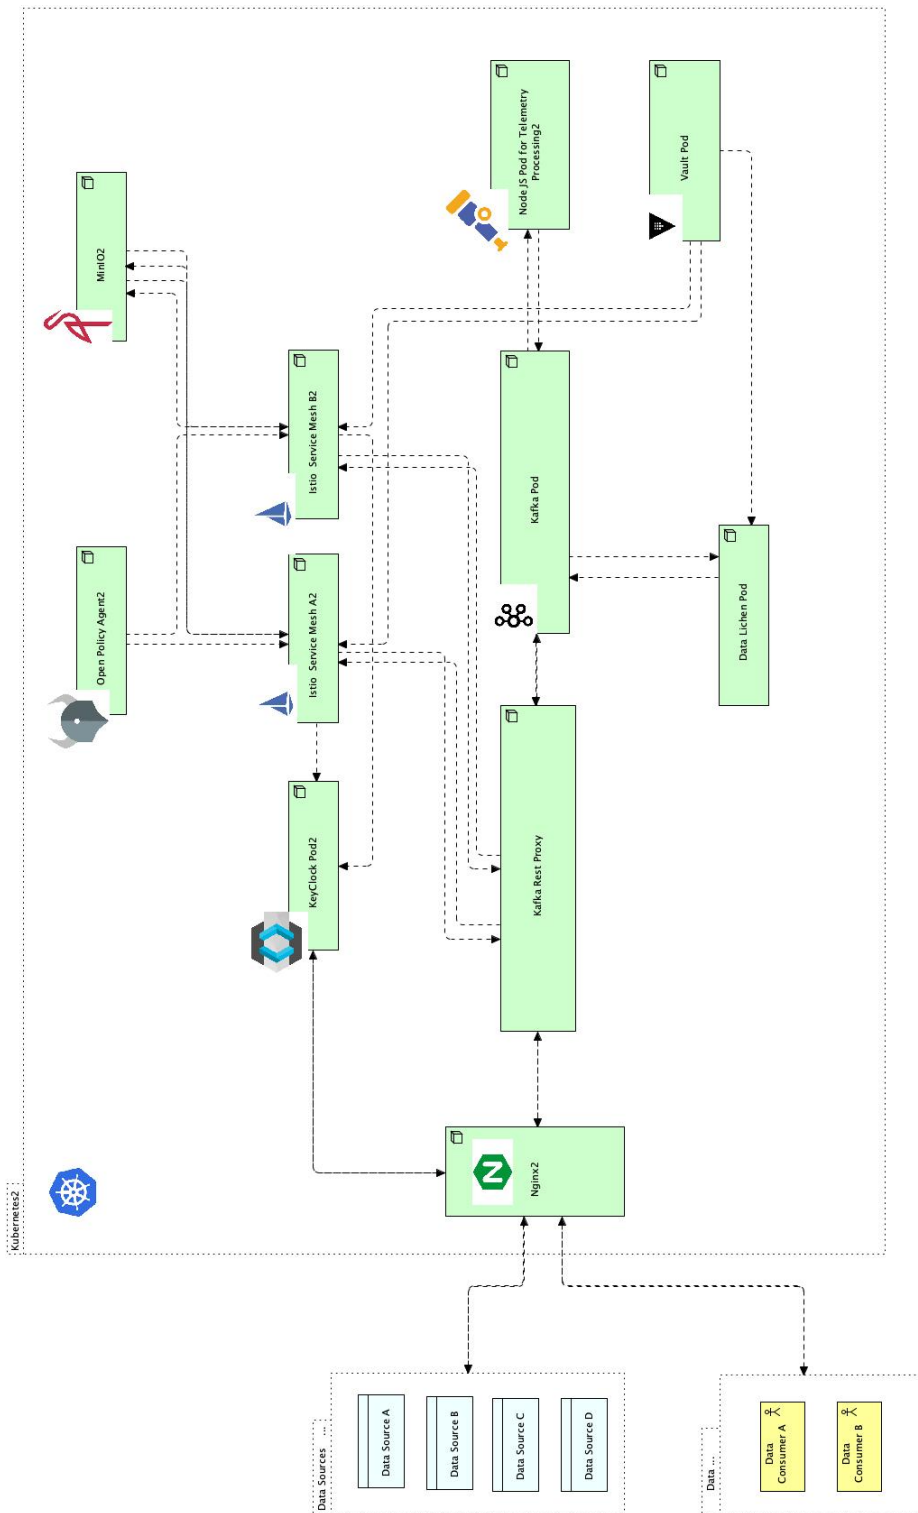 Kubernetes2
MinIO2
Open Policy Agent2
Istio  Service Mesh B2
Istio  Service Mesh A2
KeyClock Pod2
Node JS Pod for Telemetry
Processing2
Vault Pod
Kafka Pod
Data Lichen Pod
Kafka Rest Proxy
Nginx2
Data Sources ...
Data Source A
Data Source B
Data Source C
Data Source D
Data ...
Data
Consumer A
Data
Consumer B